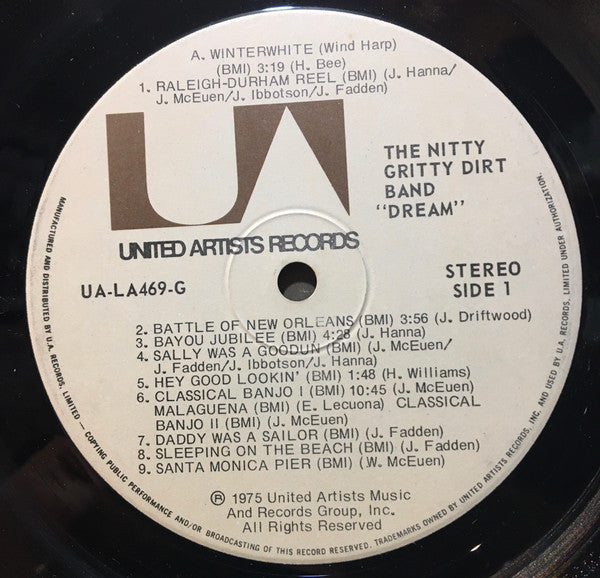 A. WINTERWHITE (Wind Harp)
(BMI) 3:19 (H. Bee)
1. RALEIGH-DURHAM REEL (BMI) (J. Hanna/
J. McEuen/J. Ibbotson/J. Fadden)
UA
THE NITTY
GRITTY DIRT
BAND
"DREAM"
UNITED ARTISTS RECORDS
UA-LA469-G
STEREO
SIDE 1
2. BATTLE OF NEW ORLEANS (BMI) 3:56 (J. Driftwood)
3. BAYOU JUBILEE (BMI) 4:28 (J. Hanna)
4. SALLY WAS A GOODUN (BMI) (J. McEuen/
J. Fadden/J. Ibbotson/J. Hanna)
5. HEY GOOD LOOKIN' (BMI) 1:48 (H. Williams)
6. CLASSICAL BANJO I (BMI) 10:45 (J. McEuen)
MALAGUENA (BMI) (E. Lecuona) CLASSICAL
BANJO II (BMI) (J. McEuen)
7. DADDY WAS A SAILOR (BMI) (J. Fadden)
8. SLEEPING ON THE BEACH (BMI) (J. Fadden)
9. SANTA MONICA PIER (BMI) (W. McEuen)
℗ 1975 United Artists Music
And Records Group, Inc.
All Rights Reserved
MANUFACTURED AND DISTRIBUTED BY U.A. RECORDS, LIMITED — COPYING PUBLIC PERFORMANCE AND/OR BROADCASTING OF THIS RECORD RESERVED. TRADEMARKS OWNED BY UNITED ARTISTS RECORDS, INC. AND USED BY U.A. RECORDS, LIMITED UNDER AUTHORIZATION.